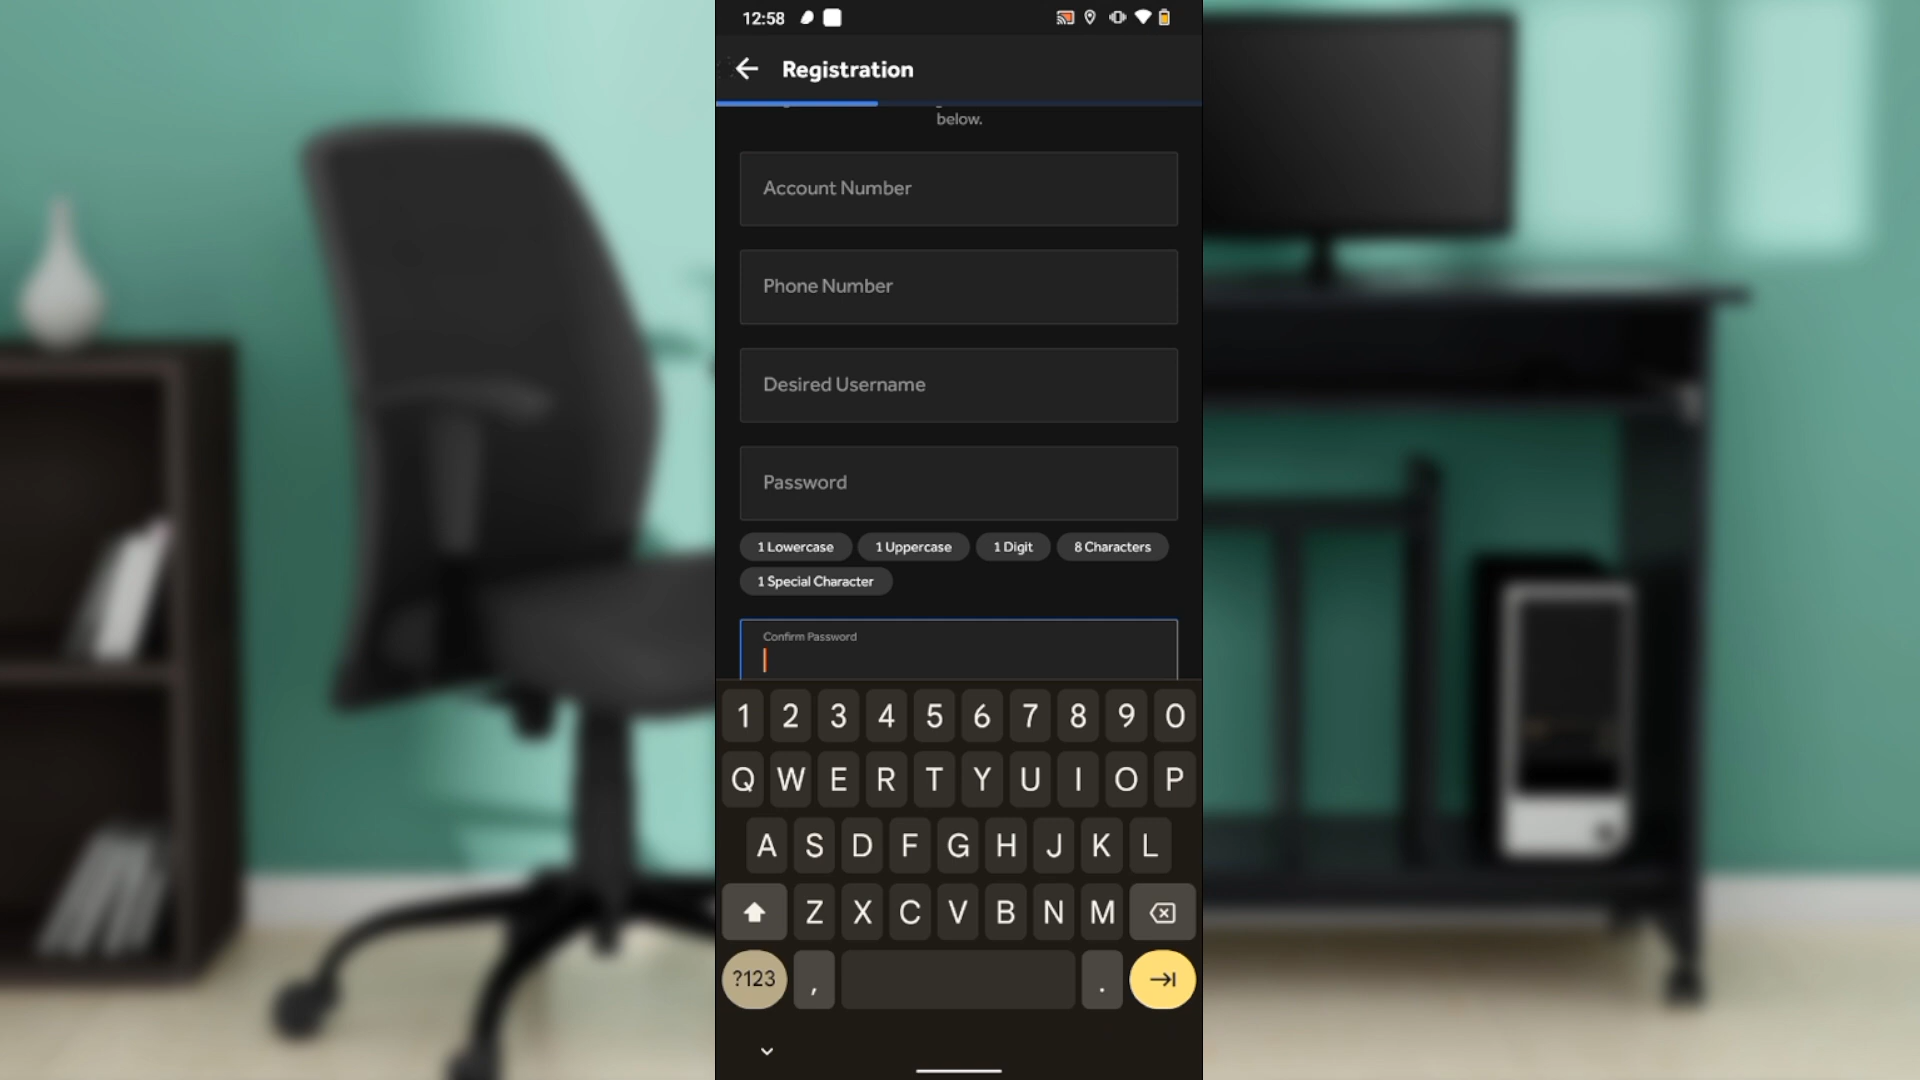 12:58
Registration
below.
Account Number
Phone Number
Desired Username
Password
1 Lowercase 1 Uppercase 1 Digit 8 Characters
1 Special Character
Confirm Password
1 2 3 4 5 6 7 8 9 0
Q W E R T Y U I O P
A S D F G H J K L
Z X C V B N M
?123 , .